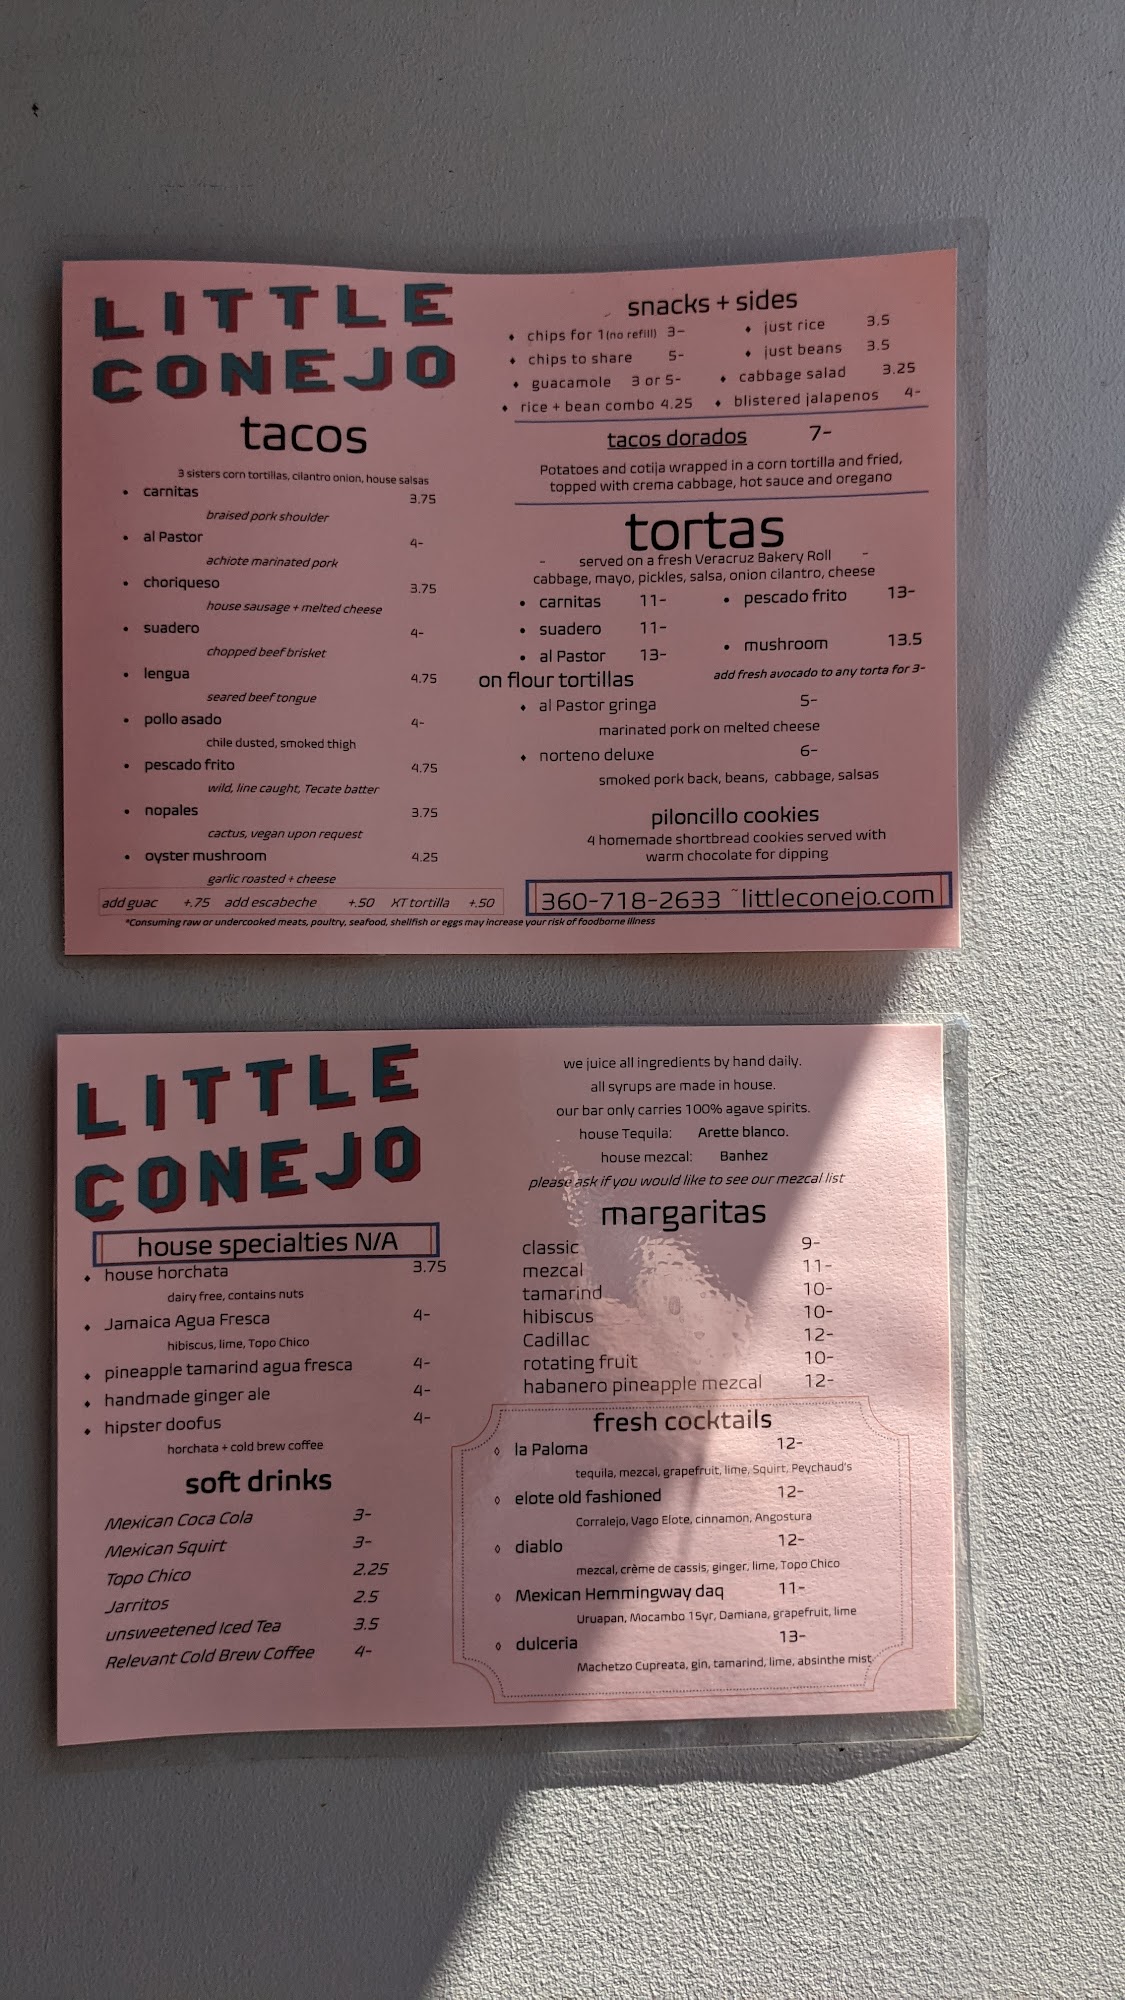 LITTLE
CONEJO
tacos
3 sisters corn tortillas, cilantro onion, house salsas
• carnitas 3.75
braised pork shoulder
• al Pastor 4-
achiote marinated pork
• choriqueso 3.75
house sausage + melted cheese
• suadero 4-
chopped beef brisket
• lengua 4.75
seared beef tongue
• pollo asado 4-
chile dusted, smoked thigh
• pescado frito 4.75
wild, line caught, Tecate batter
• nopales 3.75
cactus, vegan upon request
• oyster mushroom 4.25
garlic roasted + cheese
add guac +.75 add escabeche +.50 XT tortilla +.50
*Consuming raw or undercooked meats, poultry, seafood, shellfish or eggs may increase your risk of foodborne illness
snacks + sides
♦ chips for 1 (no refill) 3- ♦ just rice 3.5
♦ chips to share 5- ♦ just beans 3.5
♦ guacamole 3 or 5- ♦ cabbage salad 3.25
♦ rice + bean combo 4.25 ♦ blistered jalapenos 4-
tacos dorados 7-
Potatoes and cotija wrapped in a corn tortilla and fried,
topped with crema cabbage, hot sauce and oregano
tortas
- served on a fresh Veracruz Bakery Roll -
cabbage, mayo, pickles, salsa, onion cilantro, cheese
• carnitas 11- • pescado frito 13-
• suadero 11-
• al Pastor 13- • mushroom 13.5
add fresh avocado to any torta for 3-
on flour tortillas
♦ al Pastor gringa 5-
marinated pork on melted cheese
♦ norteno deluxe 6-
smoked pork back, beans, cabbage, salsas
piloncillo cookies
4 homemade shortbread cookies served with
warm chocolate for dipping
360-718-2633 ~littleconejo.com
LITTLE
CONEJO
house specialties N/A
♦ house horchata 3.75
dairy free, contains nuts
♦ Jamaica Agua Fresca 4-
hibiscus, lime, Topo Chico
♦ pineapple tamarind agua fresca 4-
♦ handmade ginger ale 4-
♦ hipster doofus 4-
horchata + cold brew coffee
soft drinks
Mexican Coca Cola 3-
Mexican Squirt 3-
Topo Chico 2.25
Jarritos 2.5
unsweetened Iced Tea 3.5
Relevant Cold Brew Coffee 4-
we juice all ingredients by hand daily.
all syrups are made in house.
our bar only carries 100% agave spirits.
house Tequila: Arette blanco.
house mezcal: Banhez
please ask if you would like to see our mezcal list
margaritas
classic 9-
mezcal 11-
tamarind 10-
hibiscus 10-
Cadillac 12-
rotating fruit 10-
habanero pineapple mezcal 12-
fresh cocktails
◊ la Paloma 12-
tequila, mezcal, grapefruit, lime, Squirt, Peychaud's
◊ elote old fashioned 12-
Corralejo, Vago Elote, cinnamon, Angostura
◊ diablo 12-
mezcal, crème de cassis, ginger, lime, Topo Chico
◊ Mexican Hemmingway daq 11-
Uruapan, Mocambo 15yr, Damiana, grapefruit, lime
◊ dulceria 13-
Machetzo Cupreata, gin, tamarind, lime, absinthe mist